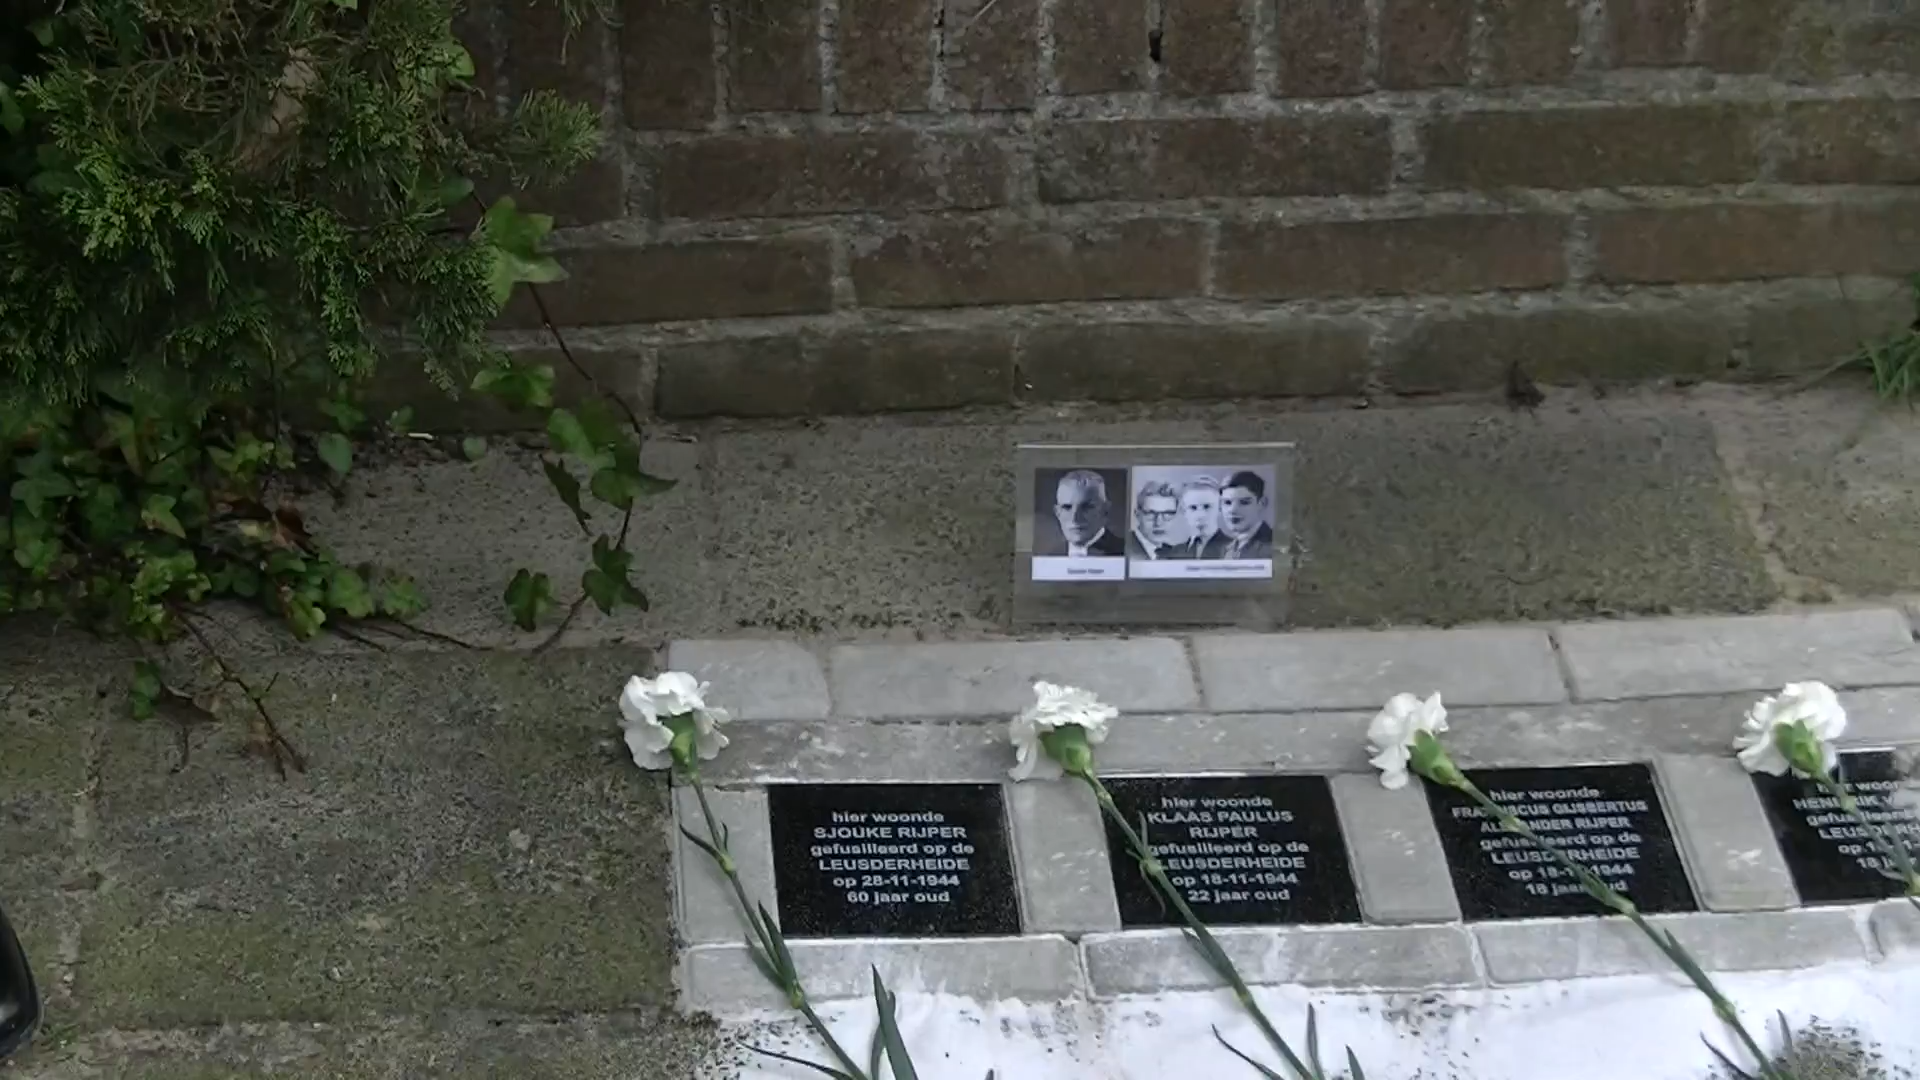 hier woonde
SJOUKE RIJPER
gefusilleerd op de
LEUSDERHEIDE
op 28-11-1944
60 jaar oud
hier woonde
KLAAS PAULUS
RIJPER
gefusilleerd op de
LEUSDERHEIDE
op 18-11-1944
22 jaar oud
hier woonde
FRANCISCUS GIJSBERTUS
ALEXANDER RIJPER
gefusilleerd op de
LEUSDERHEIDE
18 jaar oud